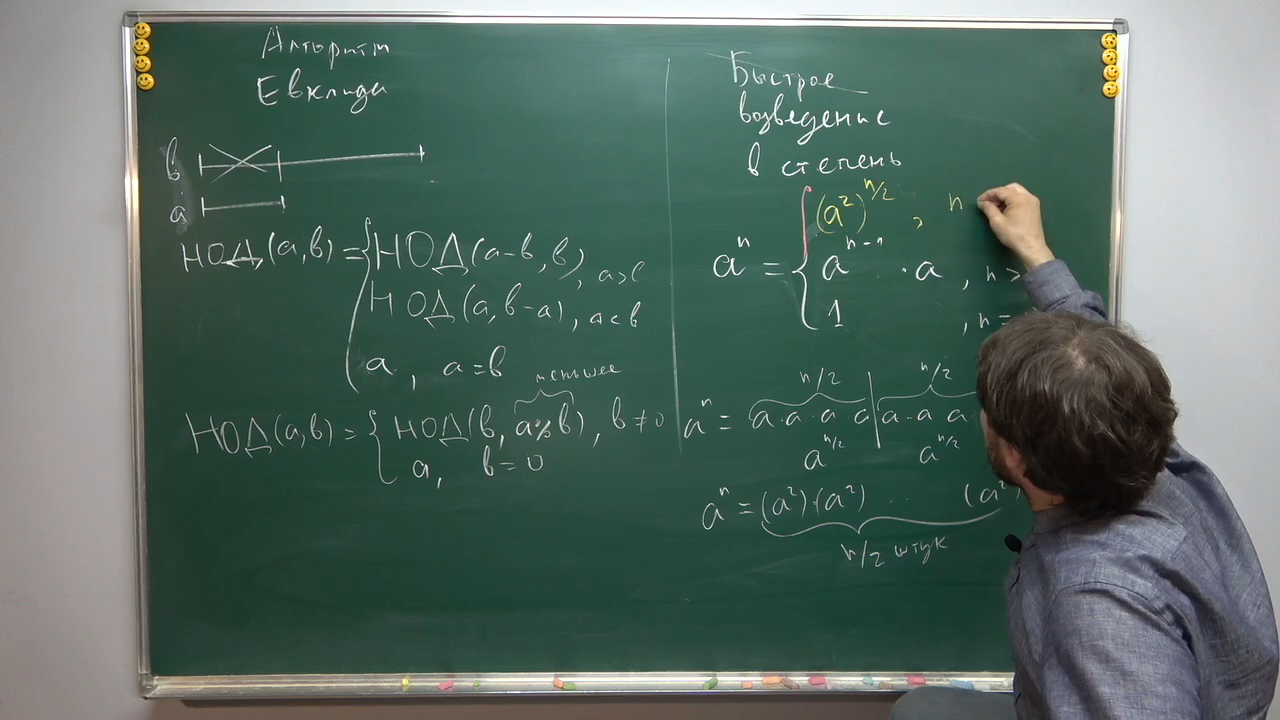 Алгоритм
Евклида
в
а
НОД(а,в) = { НОД(а-в, в), а>в
НОД(а, в-а), а<в
а, а=в
НОД(а,в) = { НОД(в, а%в), в ≠ 0
меньшее
а, в=0
Быстрое
возведение
в степень
(a²)^{n/2}, n
aⁿ = { a^{n-1} · a, n >
1, n =
n/2 n/2
aⁿ = a·a·a a | a·a a
a^{n/2} a^{n/2}
aⁿ = (a²)·(a²) .. (a²)
n/2 штук